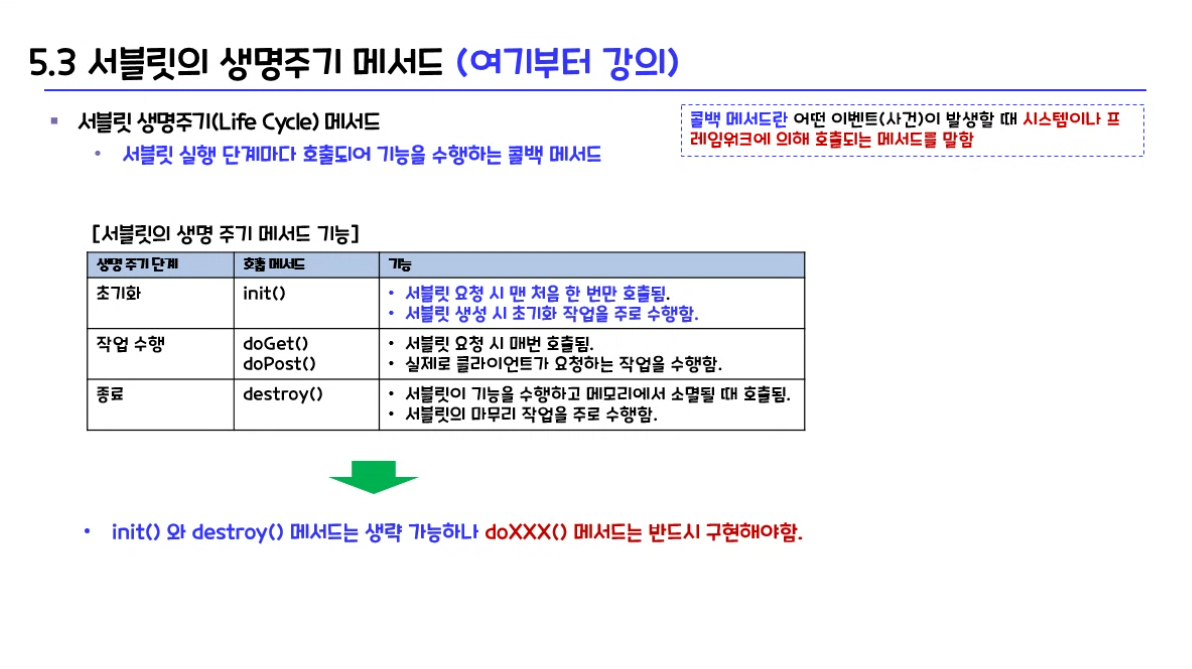 5.3 서블릿의 생명주기 메서드 (여기부터 강의)
▪ 서블릿 생명주기(Life Cycle) 메서드
• 서블릿 실행 단계마다 호출되어 기능을 수행하는 콜백 메서드
콜백 메서드란 어떤 이벤트(사건)이 발생할 때 시스템이나 프
레임워크에 의해 호출되는 메서드를 말함
[서블릿의 생명 주기 메서드 기능]
생명 주기 단계 호출 메서드 기능
초기화 init() • 서블릿 요청 시 맨 처음 한 번만 호출됨.
• 서블릿 생성 시 초기화 작업을 주로 수행함.
작업 수행 doGet() • 서블릿 요청 시 매번 호출됨.
doPost() • 실제로 클라이언트가 요청하는 작업을 수행함.
종료 destroy() • 서블릿이 기능을 수행하고 메모리에서 소멸될 때 호출됨.
• 서블릿의 마무리 작업을 주로 수행함.
• init() 와 destroy() 메서드는 생략 가능하나 doXXX() 메서드는 반드시 구현해야함.